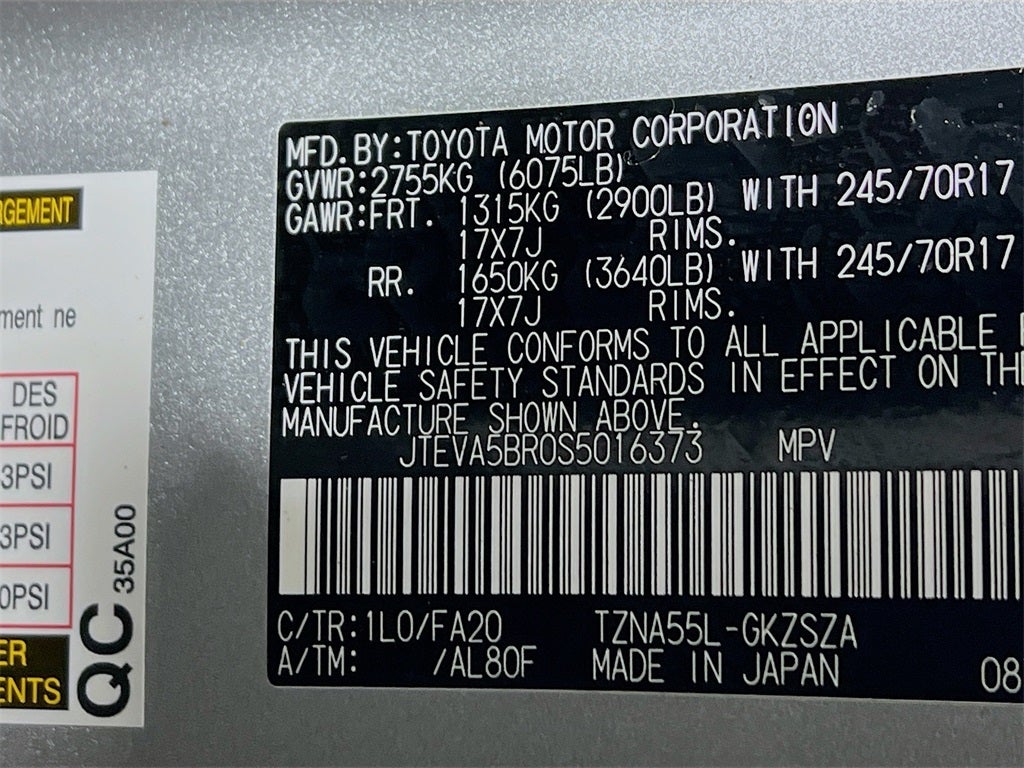 RGEMENT
ment ne
DES
FROID
3PSI
3PSI
0PSI
ER
ENTS
QC 35A00
MFD.BY:TOYOTA MOTOR CORPORATION
GVWR:2755KG (6075LB)
GAWR:FRT. 1315KG (2900LB) WITH 245/70R17
17X7J RIMS.
RR. 1650KG (3640LB) WITH 245/70R17
17X7J RIMS.
THIS VEHICLE CONFORMS TO ALL APPLICABLE
VEHICLE SAFETY STANDARDS IN EFFECT ON TH
MANUFACTURE SHOWN ABOVE.
JTEVA5BR0S5016373 MPV
C/TR:1L0/FA20 TZNA55L-GKZSZA
A/TM: /AL80F MADE IN JAPAN 08